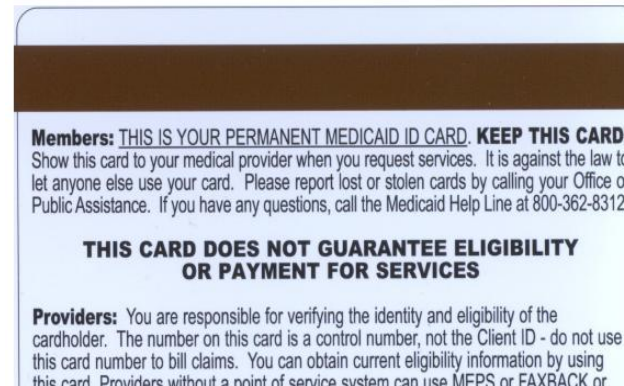 Members: THIS IS YOUR PERMANENT MEDICAID ID CARD. KEEP THIS CARD
Show this card to your medical provider when you request services. It is against the law to
let anyone else use your card. Please report lost or stolen cards by calling your Office o
Public Assistance. If you have any questions, call the Medicaid Help Line at 800-362-8312
THIS CARD DOES NOT GUARANTEE ELIGIBILITY
OR PAYMENT FOR SERVICES
Providers: You are responsible for verifying the identity and eligibility of the
cardholder. The number on this card is a control number, not the Client ID - do not use
this card number to bill claims. You can obtain current eligibility information by using
this card. Providers without a point of service system can use MEPS or FAXBACK or